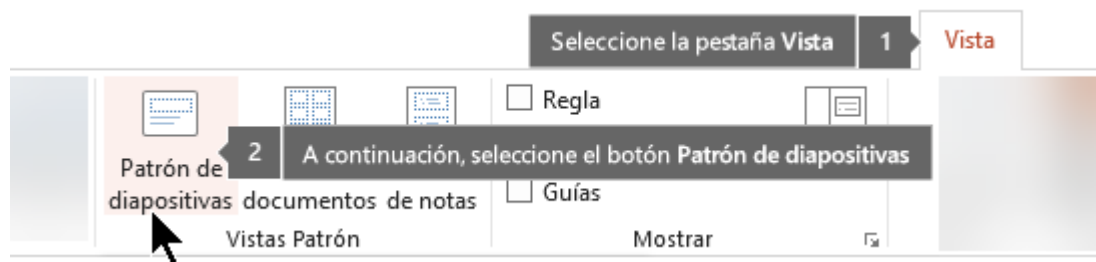 Seleccione la pestaña Vista 1 Vista
Regla
2 A continuación, seleccione el botón Patrón de diapositivas
Patrón de
diapositivas documentos de notas
Guías
Vistas Patrón Mostrar